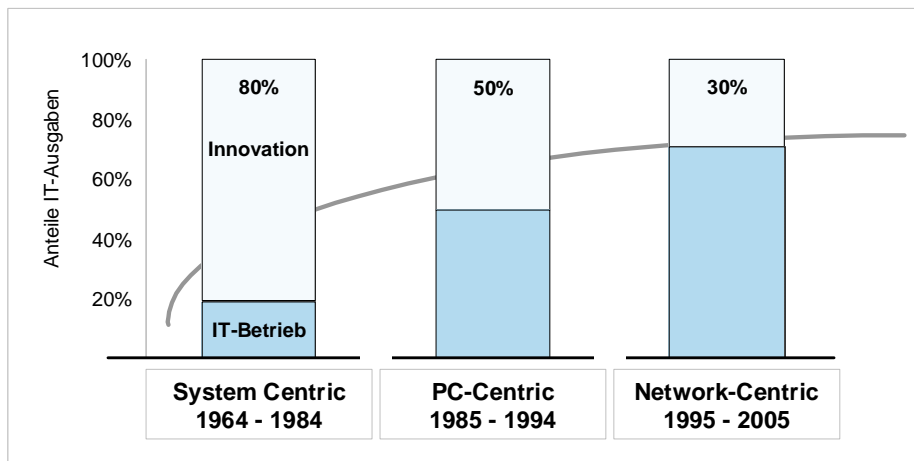 Anteile IT-Ausgaben
100%
80%
60%
40%
20%
80%
50%
30%
Innovation
IT-Betrieb
System Centric
1964 - 1984
PC-Centric
1985 - 1994
Network-Centric
1995 - 2005